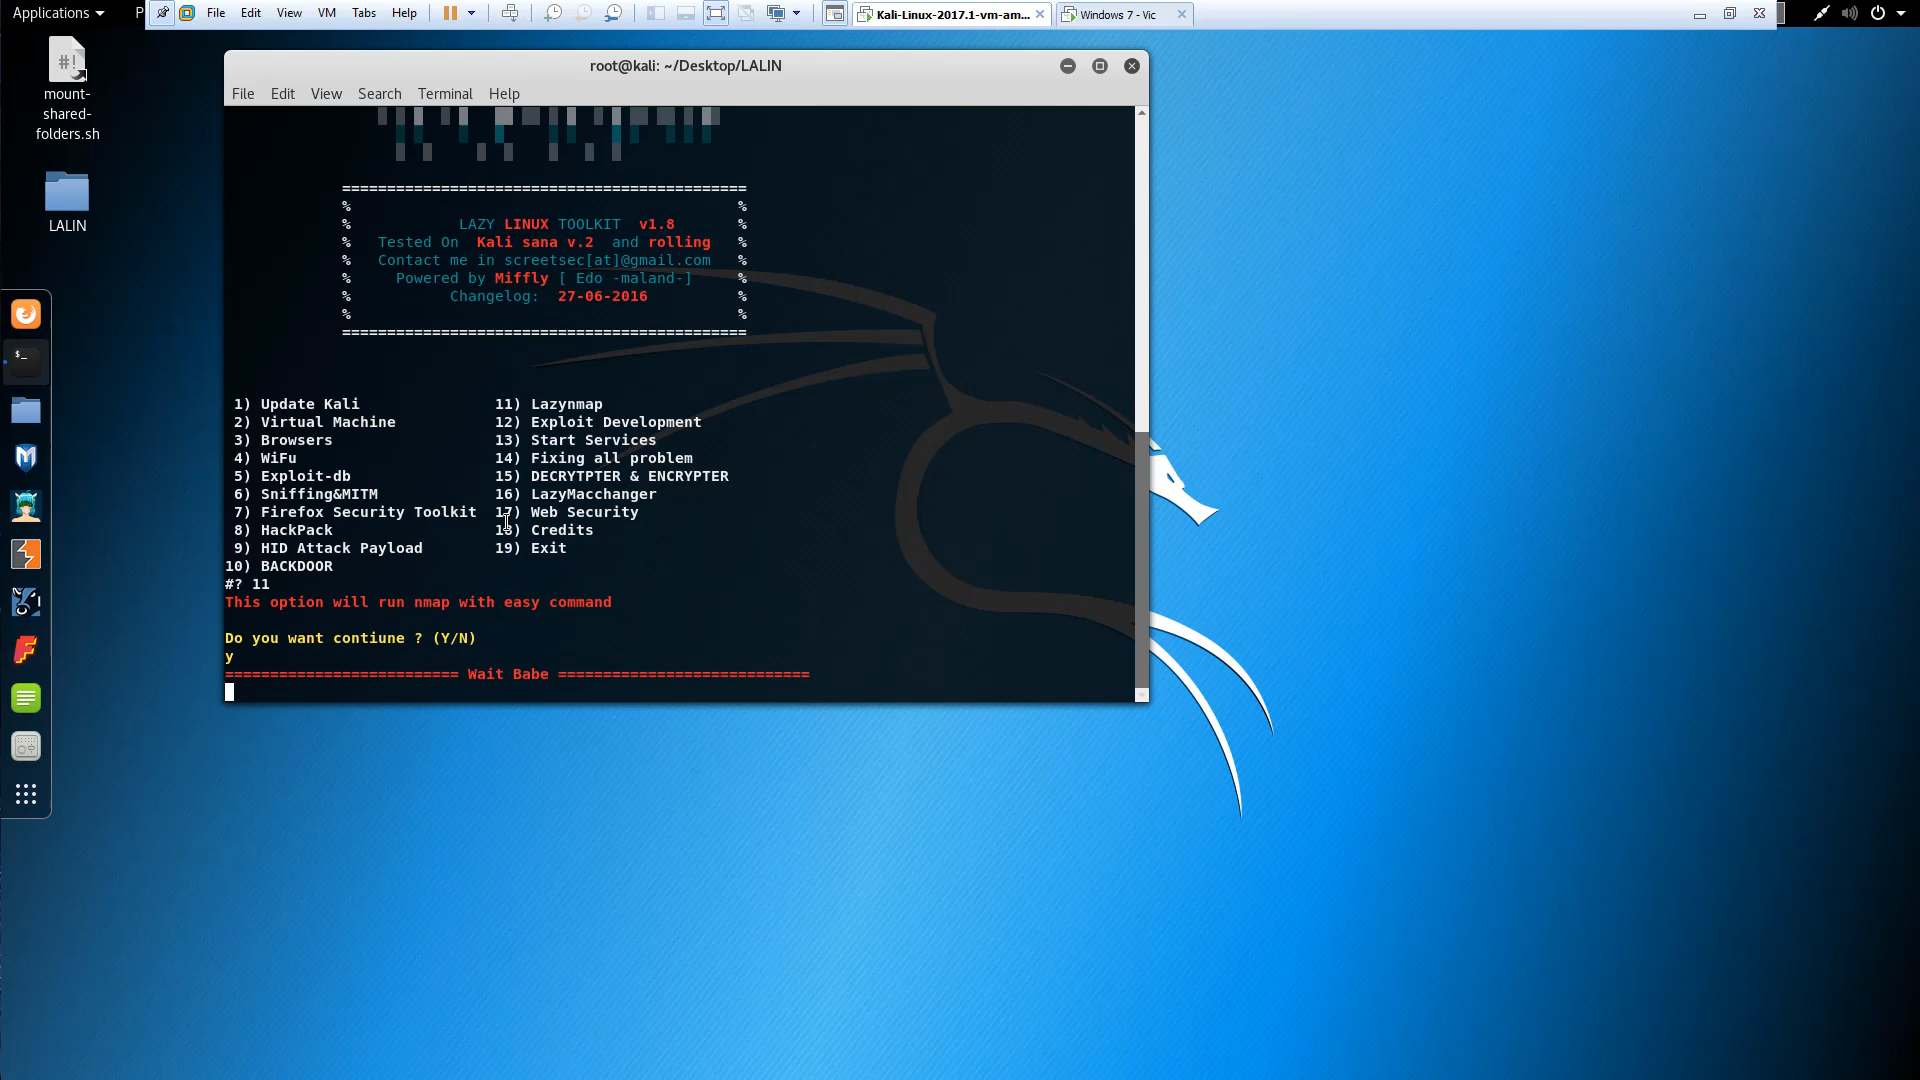 Applications
P
File Edit View VM Tabs Help
Kali-Linux-2017.1-vm-am...
Windows 7 - Vic
#!
mount-
shared-
folders.sh
LALIN
root@kali: ~/Desktop/LALIN
File Edit View Search Terminal Help
=============================================
% %
% LAZY LINUX TOOLKIT v1.8 %
% Tested On Kali sana v.2 and rolling %
% Contact me in screetsec[at]@gmail.com %
% Powered by Miffly [ Edo -maland-] %
% Changelog: 27-06-2016 %
% %
=============================================
1) Update Kali 11) Lazynmap
2) Virtual Machine 12) Exploit Development
3) Browsers 13) Start Services
4) WiFu 14) Fixing all problem
5) Exploit-db 15) DECRYTPTER & ENCRYPTER
6) Sniffing&MITM 16) LazyMacchanger
7) Firefox Security Toolkit 17) Web Security
8) HackPack 18) Credits
9) HID Attack Payload 19) Exit
10) BACKDOOR
#? 11
This option will run nmap with easy command
Do you want contiune ? (Y/N)
y
========================== Wait Babe ============================